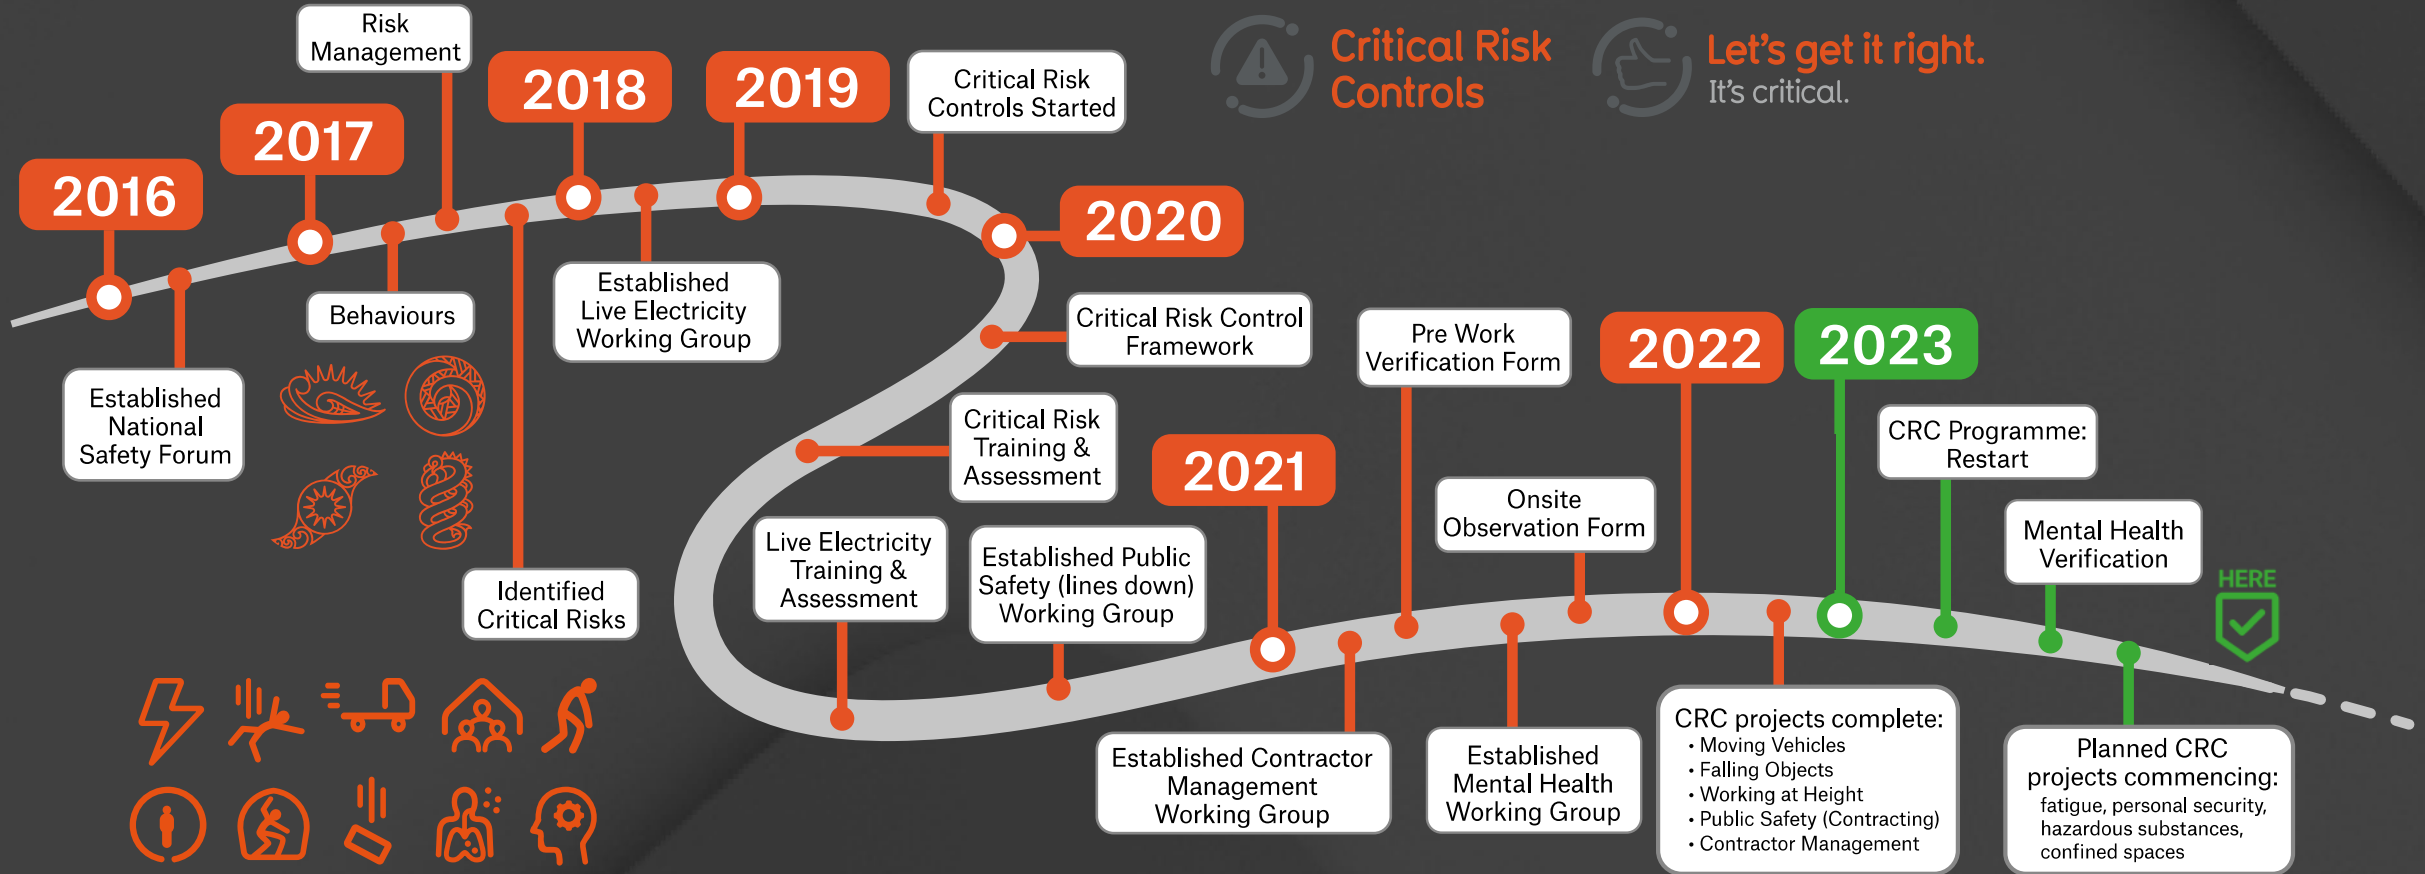 Critical Risk
Controls
Let's get it right.
It's critical.
2016
Established
National
Safety Forum
2017
Behaviours
Risk
Management
Identified
Critical Risks
2018
Established
Live Electricity
Working Group
2019
Critical Risk
Controls Started
2020
Critical Risk Control
Framework
Critical Risk
Training &
Assessment
Live Electricity
Training &
Assessment
Established Public
Safety (lines down)
Working Group
2021
Established Contractor
Management
Working Group
Pre Work
Verification Form
Established
Mental Health
Working Group
Onsite
Observation Form
2022
CRC projects complete:
• Moving Vehicles
• Falling Objects
• Working at Height
• Public Safety (Contracting)
• Contractor Management
2023
CRC Programme:
Restart
Mental Health
Verification
Planned CRC
projects commencing:
fatigue, personal security,
hazardous substances,
confined spaces
HERE